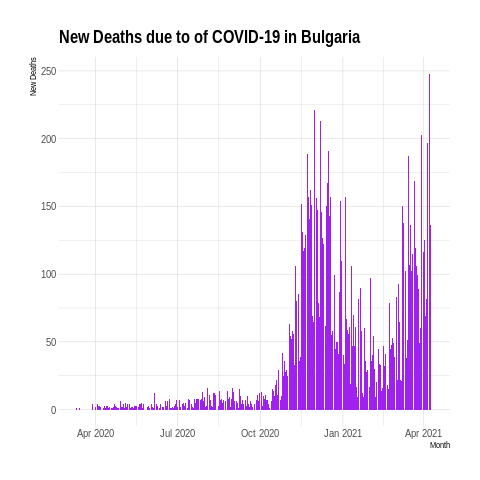 New Deaths due to of COVID-19 in Bulgaria
New Deaths
250
200
150
100
50
0
Apr 2020
Jul 2020
Oct 2020
Jan 2021
Apr 2021
Month